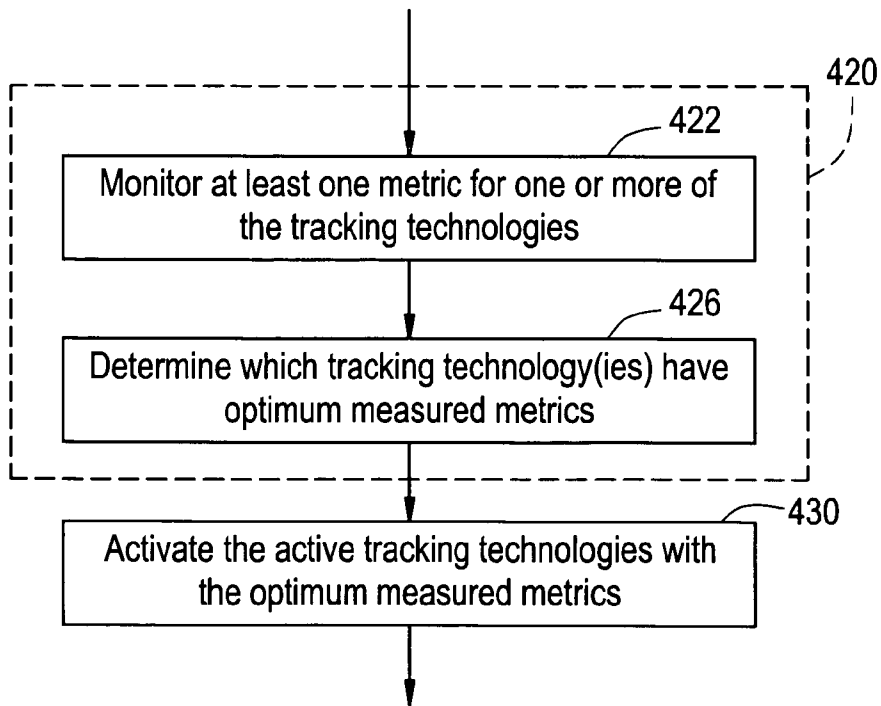 420
422
Monitor at least one metric for one or more of
the tracking technologies
426
Determine which tracking technology(ies) have
optimum measured metrics
430
Activate the active tracking technologies with
the optimum measured metrics